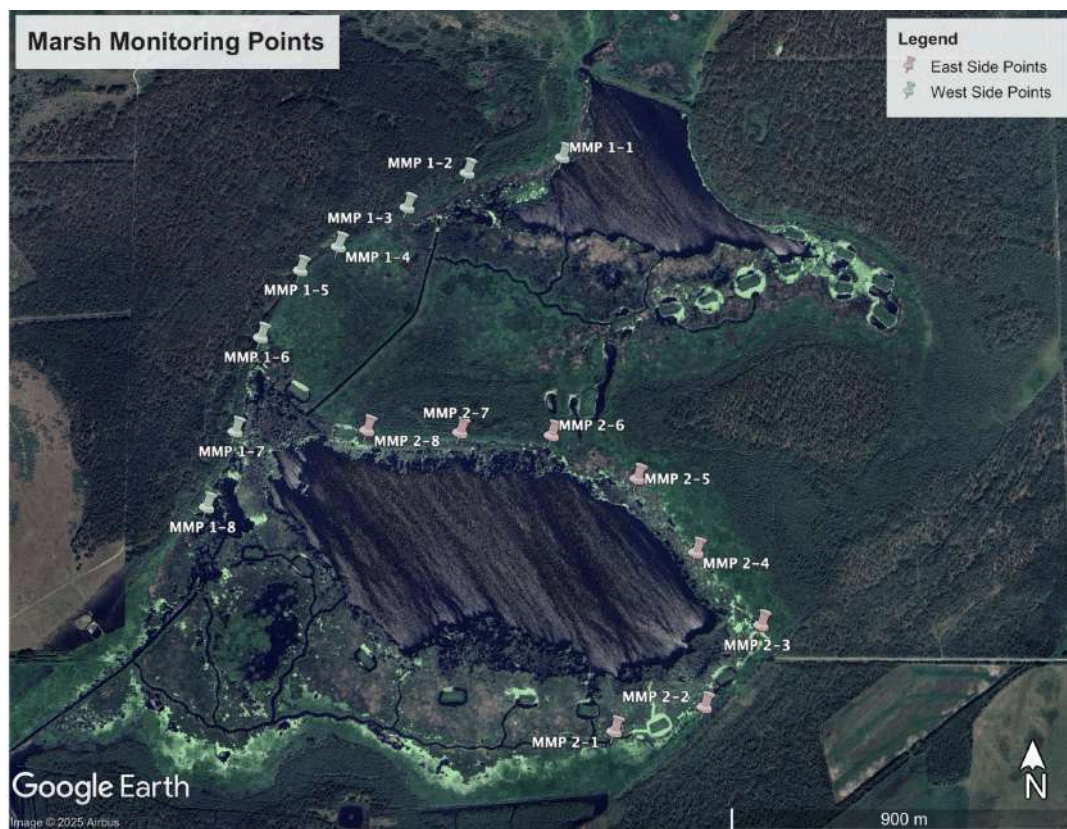 Marsh Monitoring Points
Legend
East Side Points
West Side Points
MMP 1-1
MMP 1-2
MMP 1-3
MMP 1-4
MMP 1-5
MMP 1-6
MMP 2-7
MMP 2-6
MMP 2-8
MMP 1-7
MMP 2-5
MMP 1-8
MMP 2-4
MMP 2-3
MMP 2-2
MMP 2-1
N
Google Earth
900 m
Image © 2025 Airbus